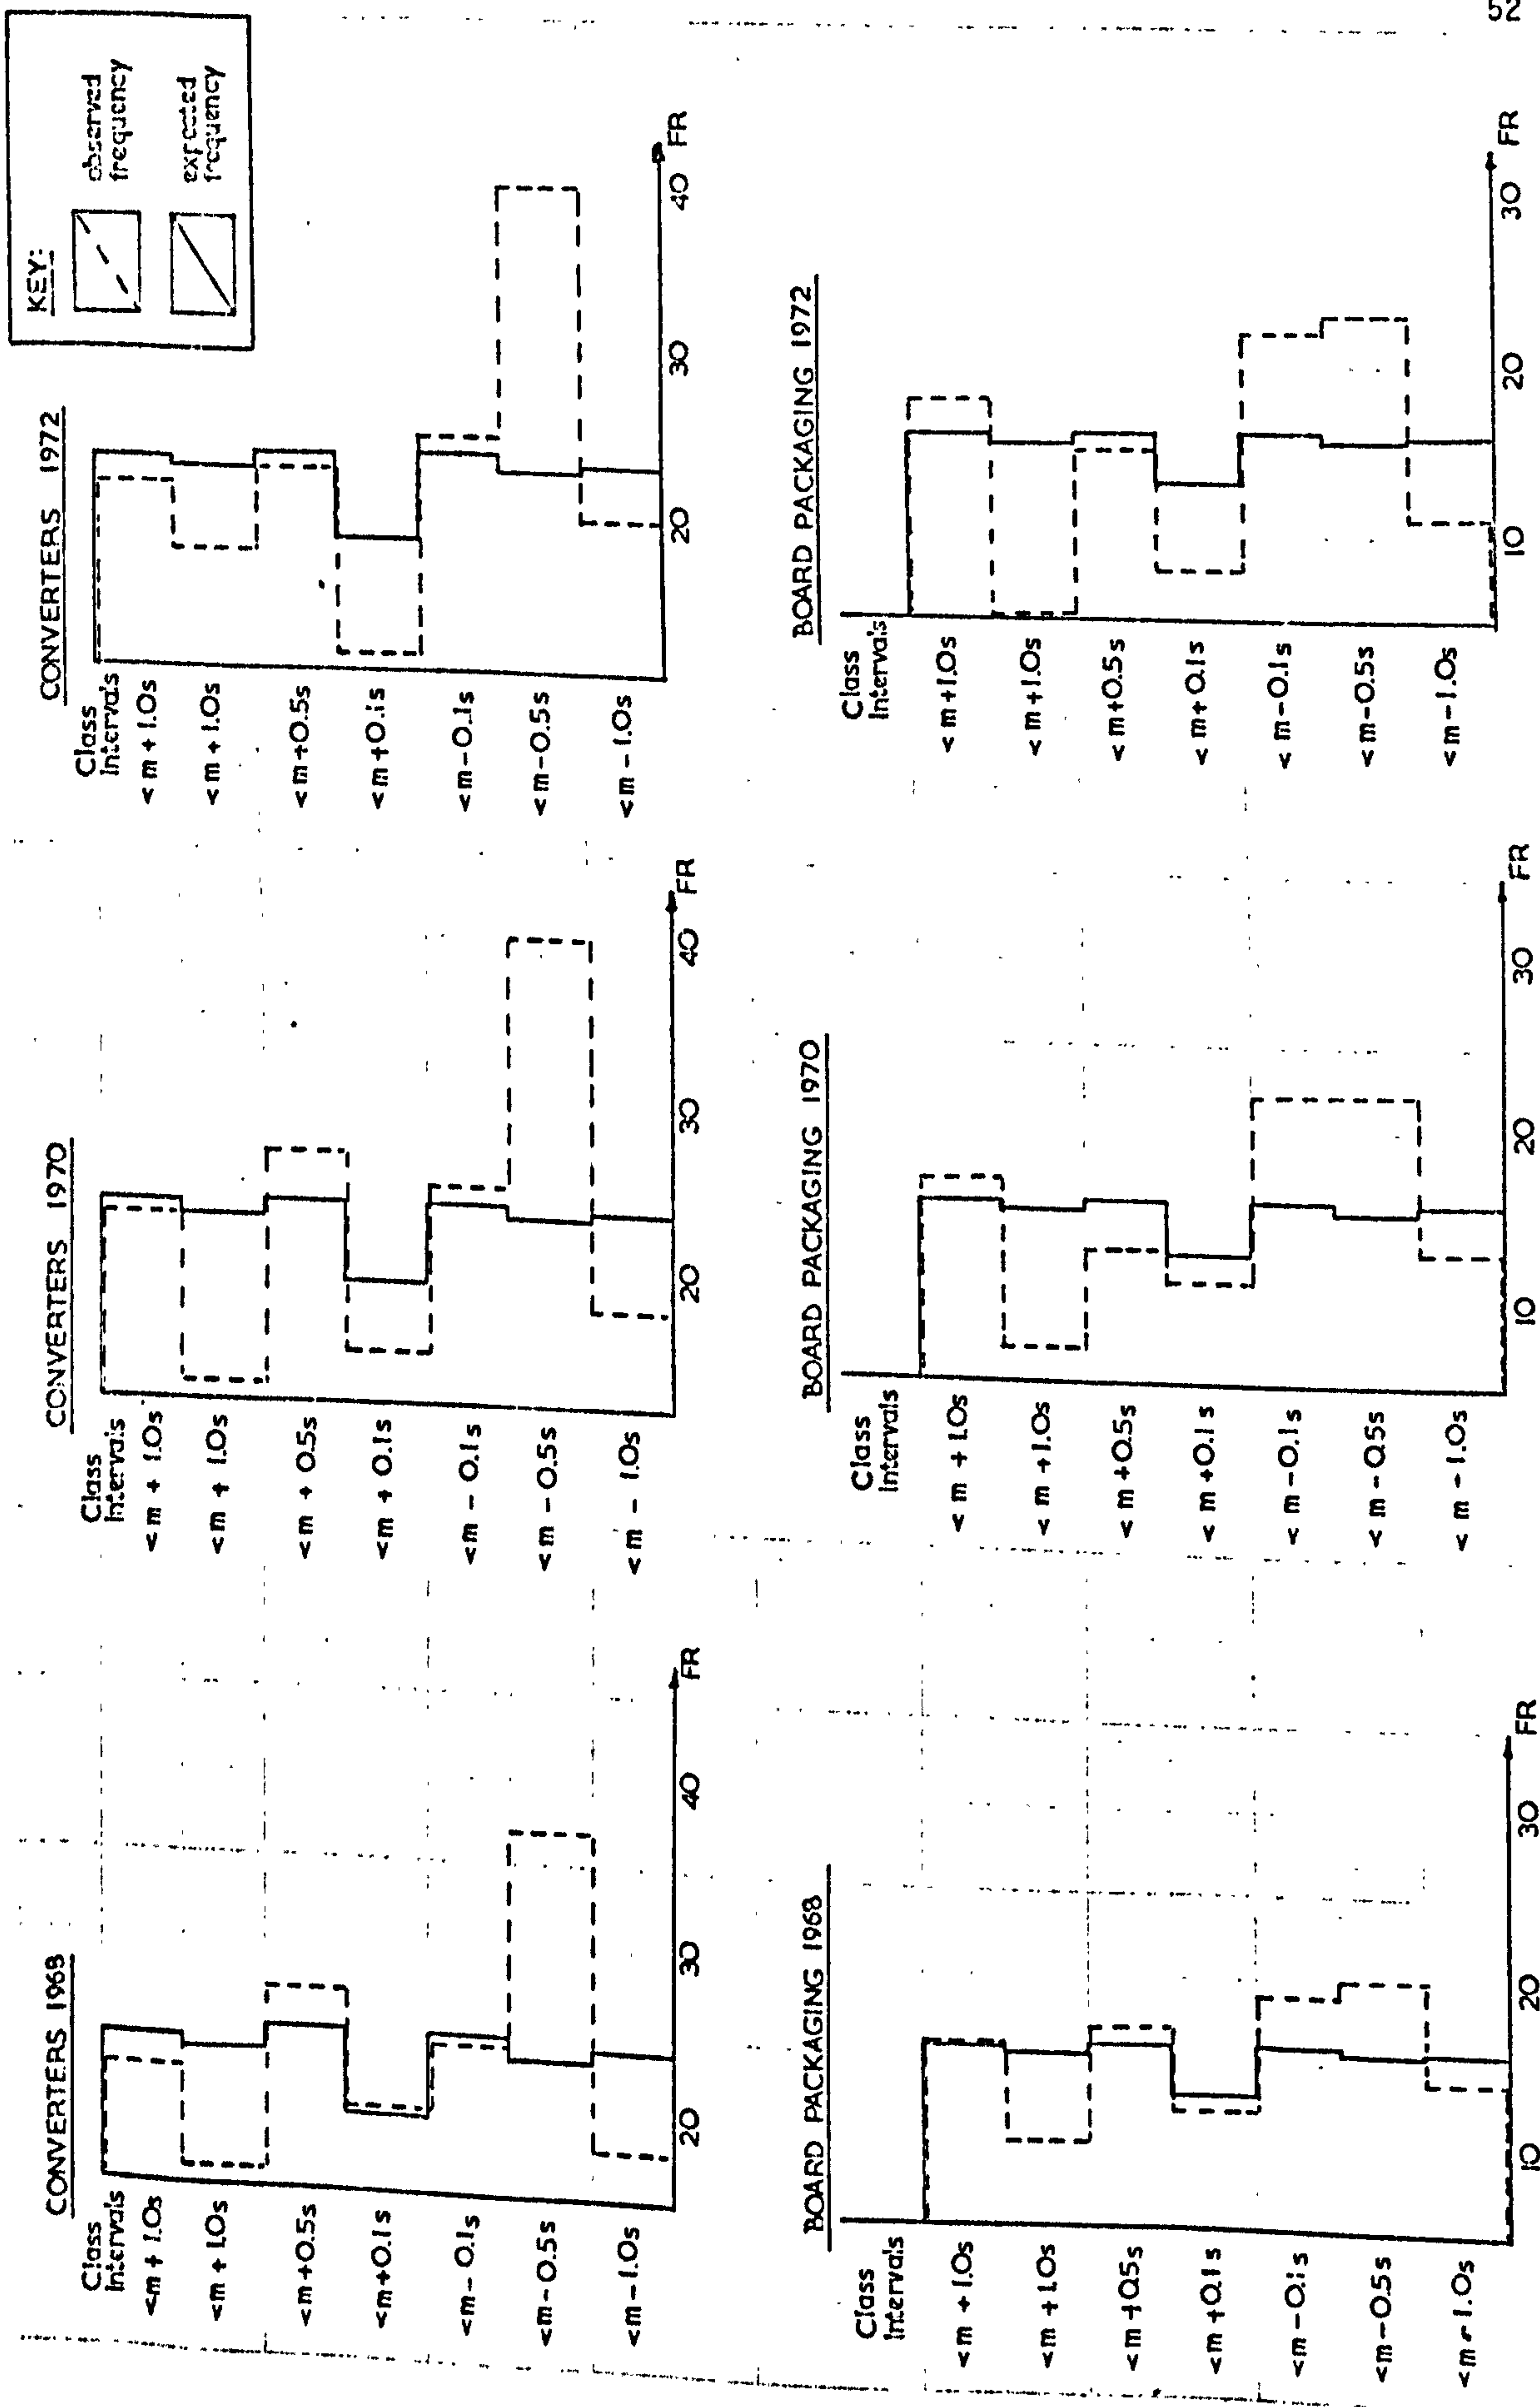 52
KEY:
observed
frequency
expected
frequency
CONVERTERS 1968
Class
Intervals
<m + 1.0s
<m + 1.0s
<m+0.5s
<m+0.1s
<m - 0.1s
<m - 0.5s
<m - 1.0s
20 30 40
FR
CONVERTERS 1970
Class
Intervals
<m + 1.0s
<m + 1.0s
<m + 0.5s
<m + 0.1s
<m - 0.1s
<m - 0.5s
<m - 1.0s
20 30 40
FR
CONVERTERS 1972
Class
Intervals
<m + 1.0s
<m + 1.0s
<m+0.5s
<m+0.1s
<m-0.1s
<m-0.5s
<m-1.0s
20 30 40
FR
BOARD PACKAGING 1968
Class
Intervals
<m +1.0s
<m +1.0s
<m +0.5s
<m +0.1s
<m -0.1s
<m-0.5s
<m-1.0s
10 20 30
FR
BOARD PACKAGING 1970
Class
Intervals
<m +1.0s
<m +1.0s
<m +0.5s
<m +0.1s
<m -0.1s
<m -0.5s
<m -1.0s
10 20 30
FR
BOARD PACKAGING 1972
Class
Intervals
<m+1.0s
<m+1.0s
<m+0.5s
<m+0.1s
<m-0.1s
<m-0.5s
<m-1.0s
10 20 30
FR